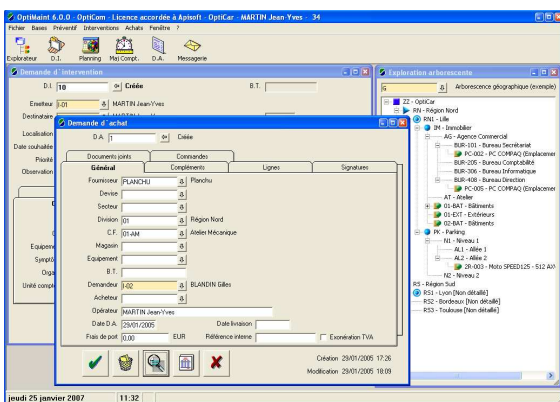 OptiMaint 6.0.0 - OptiCom - Licence accordée à Apisoft - OptiCar - MARTIN Jean-Yves - 34
Fichier Bases Préventif Interventions Achats Fenêtre ?
Explorateur D.I. Planning Maj Compt. D.A. Messagerie
Demande d'intervention
D.I. 10 Créée B.T.
Emetteur I-01 MARTIN Jean-Yves
Destinataire
Localisation
Date souhaitée
Priorité
Observation
Equipeme
Symptô
Orga
Unité compte
Demande d'achat
D.A. 1 Créée
Documents joints Commandes
Général Compléments Lignes Signatures
Fournisseur PLANCHU Planchu
Devise
Secteur
Division 01 Région Nord
C.F. 01-AM Atelier Mécanique
Magasin
Equipement
B.T.
Demandeur I-02 BLANDIN Gilles
Acheteur
Opérateur MARTIN Jean-Yves
Date D.A. 29/01/2005 Date livraison
Frais de port 0,00 EUR Référence interne Exonération TVA
Création 29/01/2005 17:26
Modification 29/01/2005 18:09
Exploration arborescente
G Arborescence géographique (exemple)
ZZ - OptiCar
RN - Région Nord
RN1 - Lille
IM - Immobilier
AG - Agence Commercial
BUR-101 - Bureau Secrétariat
PC-002 - PC COMPAQ (Emplacemer
BUR-205 - Bureau Comptabilité
BUR-306 - Bureau Informatique
BUR-408 - Bureau Direction
PC-005 - PC COMPAQ (Emplacemer
AT - Atelier
01-BAT - Bâtiments
01-EXT - Extérieurs
02-BAT - Bâtiments
PK - Parking
N1 - Niveau 1
AL1 - Allée 1
AL2 - Allée 2
2R-003 - Moto SPEED125 - 512 AXV
N2 - Niveau 2
RS - Région Sud
RS1 - Lyon [Non détaillé]
RS2 - Bordeaux [Non détaillé]
RS3 - Toulouse [Non détaillé]
jeudi 25 janvier 2007 11:32